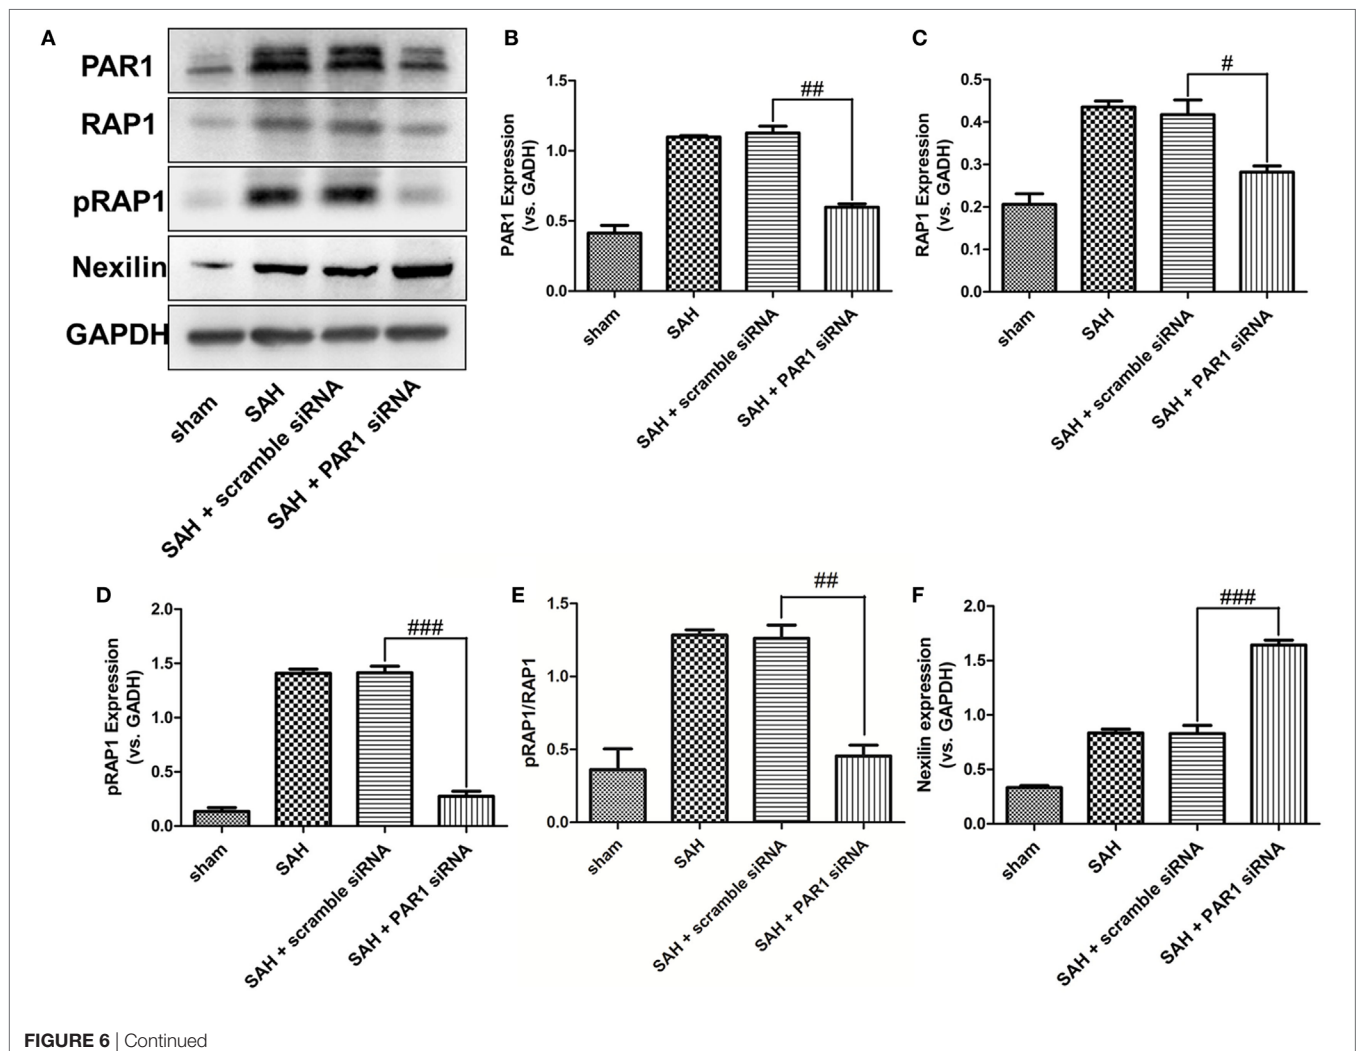 A
PAR1
RAP1
pRAP1
Nexilin
GAPDH
sham
SAH
SAH + scramble siRNA
SAH + PAR1 siRNA
B
PAR1 Expression
(vs. GADH)
1.5
1.0
0.5
0.0
##
sham
SAH
SAH + scramble siRNA
SAH + PAR1 siRNA
C
RAP1 Expression
(vs. GADH)
0.5
0.4
0.3
0.2
0.1
0.0
#
sham
SAH
SAH + scramble siRNA
SAH + PAR1 siRNA
D
pRAP1 Expression
(vs. GADH)
2.0
1.5
1.0
0.5
0.0
###
sham
SAH
SAH + scramble siRNA
SAH + PAR1 siRNA
E
pRAP1/RAP1
1.5
1.0
0.5
0.0
##
sham
SAH
SAH + scramble siRNA
SAH + PAR1 siRNA
F
Nexilin expression
(vs. GAPDH)
2.0
1.5
1.0
0.5
0.0
###
sham
SAH
SAH + scramble siRNA
SAH + PAR1 siRNA
FIGURE 6 | Continued